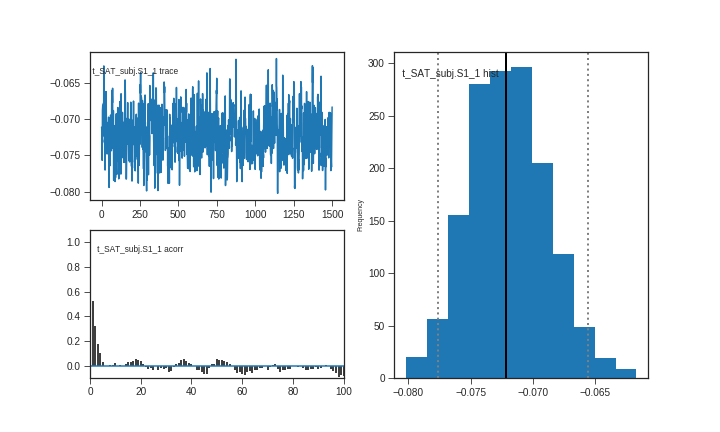 t_SAT_subj.S1_1 trace
−0.065
−0.070
−0.075
−0.080
0 250 500 750 1000 1250 1500
t_SAT_subj.S1_1 acorr
1.0
0.8
0.6
0.4
0.2
0.0
0 20 40 60 80 100
t_SAT_subj.S1_1 hist
Frequency
300
250
200
150
100
50
0
−0.080 −0.075 −0.070 −0.065